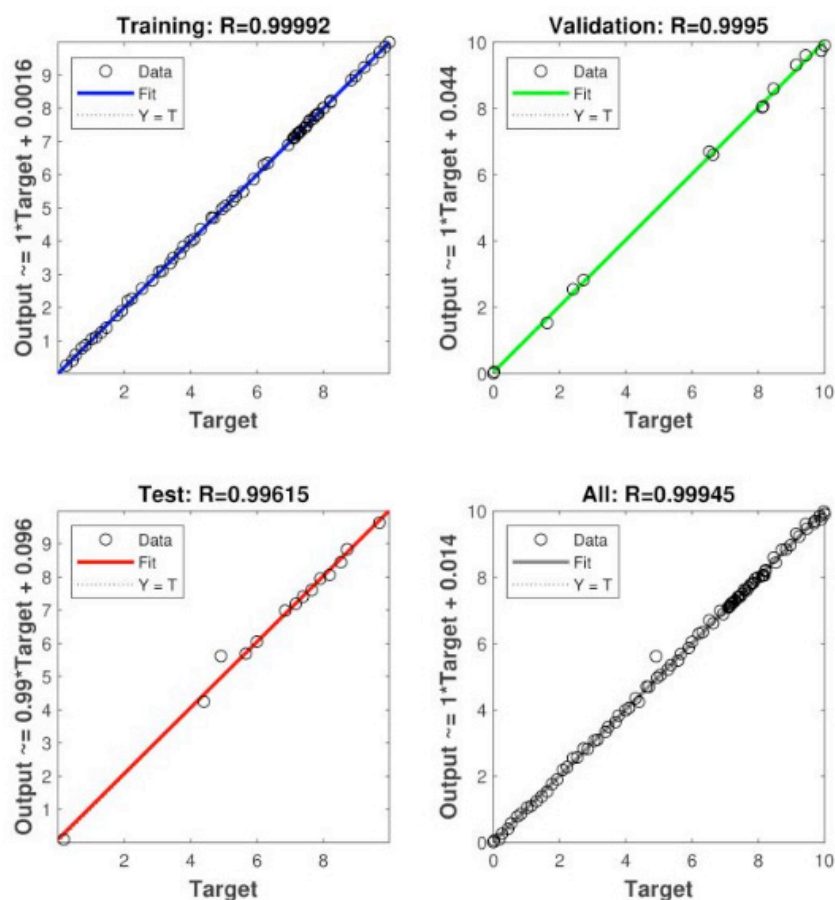 Training: R=0.99992
Output ~= 1*Target + 0.0016
Data
Fit
Y = T
9
8
7
6
5
4
3
2
1
2 4 6 8
Target
Validation: R=0.9995
Output ~= 1*Target + 0.044
Data
Fit
Y = T
10
8
6
4
2
0
0 2 4 6 8 10
Target
Test: R=0.99615
Output ~= 0.99*Target + 0.096
Data
Fit
Y = T
9
8
7
6
5
4
3
2
1
2 4 6 8
Target
All: R=0.99945
Output ~= 1*Target + 0.014
Data
Fit
Y = T
10
8
6
4
2
0
0 2 4 6 8 10
Target